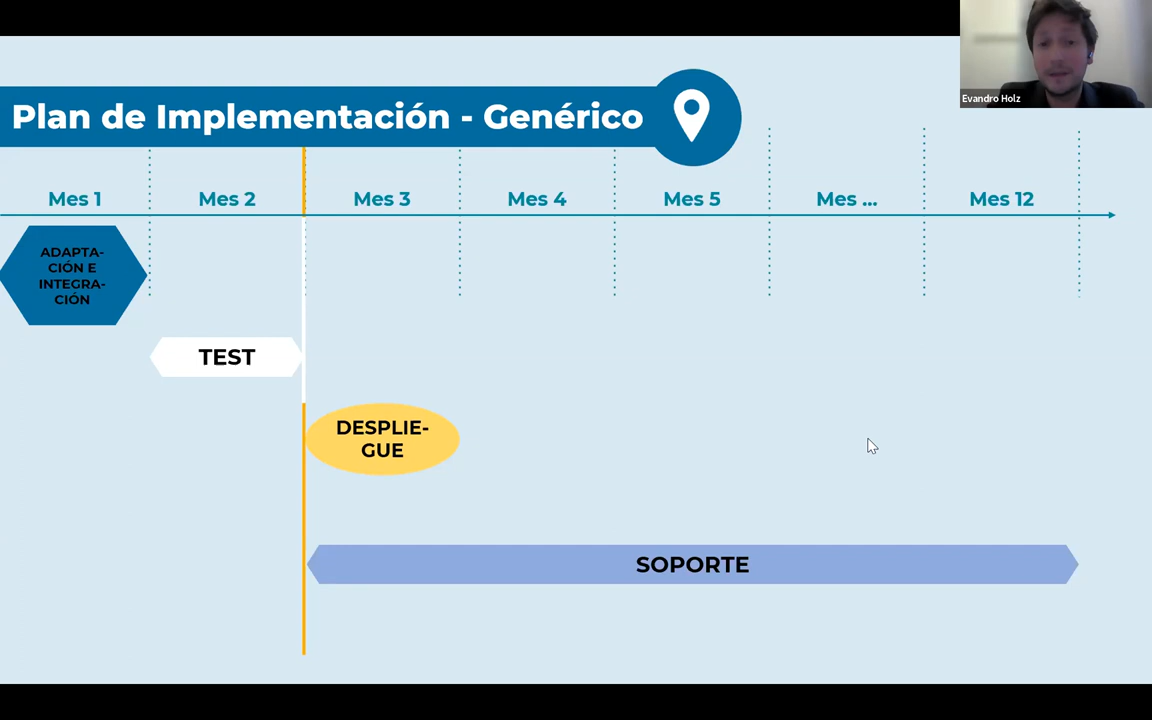 Evandro Holz
Plan de Implementación - Genérico
Mes 1 Mes 2 Mes 3 Mes 4 Mes 5 Mes ... Mes 12
ADAPTA-
CIÓN E
INTEGRA-
CIÓN
TEST
DESPLIE-
GUE
SOPORTE